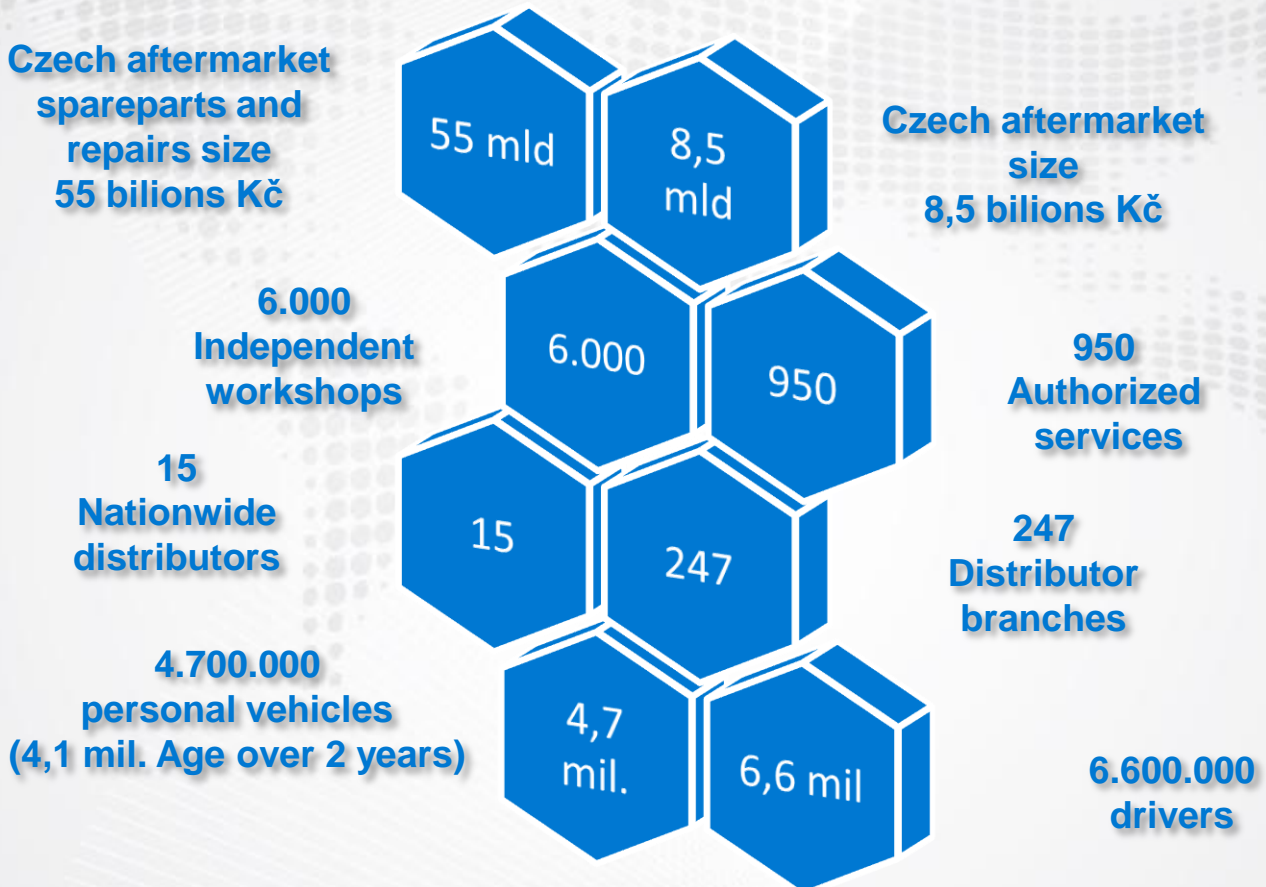 Czech aftermarket
spareparts and
repairs size
55 bilions Kč
55 mld
8,5
mld
Czech aftermarket
size
8,5 bilions Kč
6.000
Independent
workshops
6.000
950
950
Authorized
services
15
Nationwide
distributors
15
247
247
Distributor
branches
4.700.000
personal vehicles
(4,1 mil. Age over 2 years)
4,7
mil.
6,6 mil
6.600.000
drivers